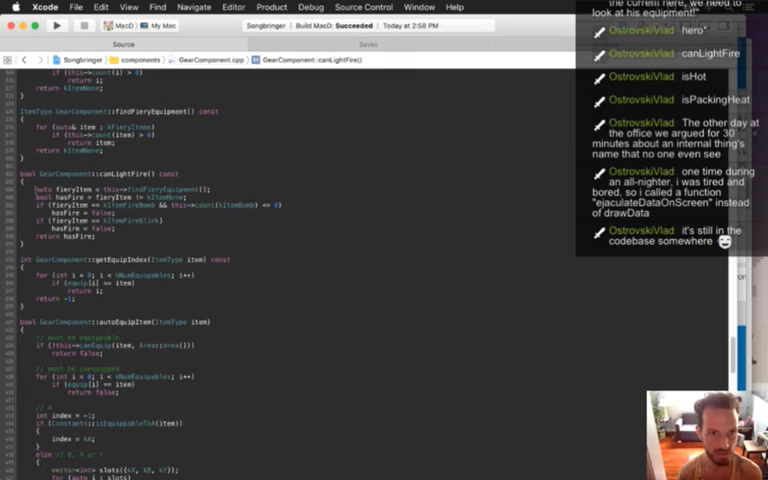 Xcode File Edit View Find Navigate Editor Product Debug Source Control Window Help
MacD My Mac Songbringer Build MacD: Succeeded Today at 2:58 PM
Source Saves
Songbringer components GearComponent.cpp GearComponent::canLightFire()
if (this->count(i) > 0)
return i;
return kItemNone;
}
ItemType GearComponent::findFieryEquipment() const
{
for (auto& item : kFieryItems)
if (this->count(item) > 0)
return item;
return kItemNone;
}
bool GearComponent::canLightFire() const
{
auto fieryItem = this->findFieryEquipment();
bool hasFire = fieryItem != kItemNone;
if (fieryItem == kItemFireBomb && this->count(kItemBomb) <= 0)
hasFire = false;
if (fieryItem == kItemFireBlink)
hasFire = false;
return hasFire;
}
int GearComponent::getEquipIndex(ItemType item) const
{
for (int i = 0; i < kNumEquipables; i++)
if (equip[i] == item)
return i;
return -1;
}
bool GearComponent::autoEquipItem(ItemType item)
{
// must be equippable
if (!this->canEquip(item, Area::area()))
return false;
// must be unequipped
for (int i = 0; i < kNumEquipables; i++)
if (equip[i] == item)
return false;
// A
int index = -1;
if (Constants::isEquippableToA(item))
{
index = kA;
}
else // B, X or Y
{
vector<int> slots({kX, kB, kY});
for (auto i : slots)
the current here, we need to
look at his equipment!"
OstrovskiVlad hero*
OstrovskiVlad canLightFire
OstrovskiVlad isHot
OstrovskiVlad isPackingHeat
OstrovskiVlad The other day at
the office we argued for 30
minutes about an internal thing's
name that no one even see
OstrovskiVlad one time during
an all-nighter, i was tired and
bored, so i called a function
"ejaculateDataOnScreen" instead
of drawData
OstrovskiVlad it's still in the
codebase somewhere